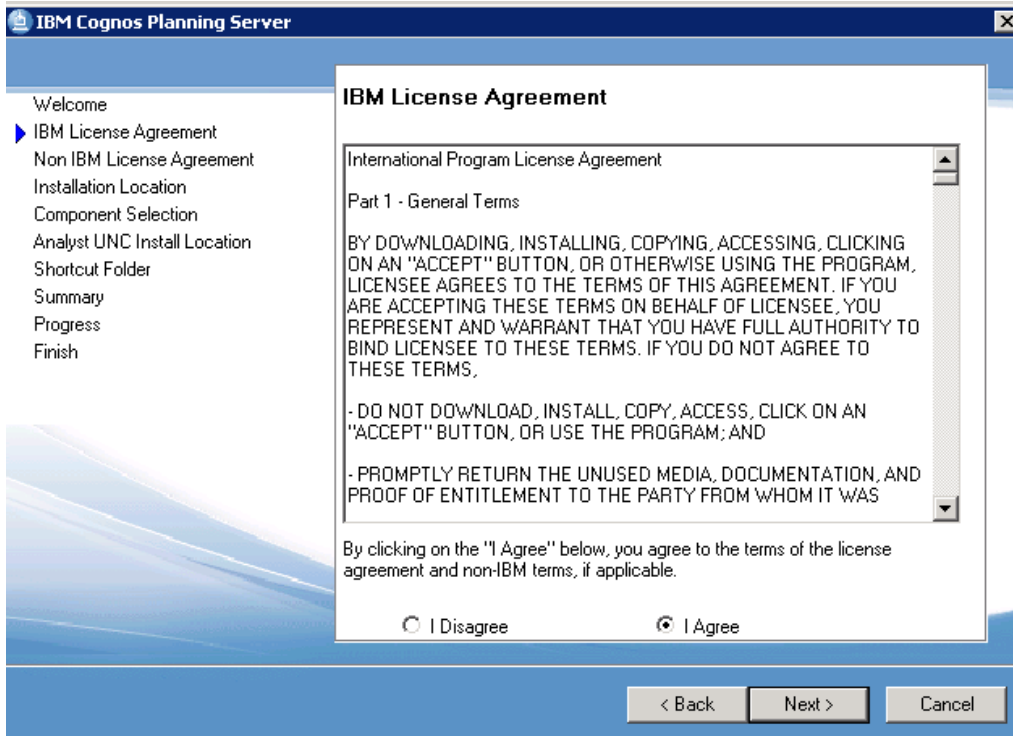 IBM Cognos Planning Server
Welcome
IBM License Agreement
Non IBM License Agreement
Installation Location
Component Selection
Analyst UNC Install Location
Shortcut Folder
Summary
Progress
Finish
IBM License Agreement
International Program License Agreement
Part 1 - General Terms
BY DOWNLOADING, INSTALLING, COPYING, ACCESSING, CLICKING
ON AN "ACCEPT" BUTTON, OR OTHERWISE USING THE PROGRAM,
LICENSEE AGREES TO THE TERMS OF THIS AGREEMENT. IF YOU
ARE ACCEPTING THESE TERMS ON BEHALF OF LICENSEE, YOU
REPRESENT AND WARRANT THAT YOU HAVE FULL AUTHORITY TO
BIND LICENSEE TO THESE TERMS. IF YOU DO NOT AGREE TO
THESE TERMS,
- DO NOT DOWNLOAD, INSTALL, COPY, ACCESS, CLICK ON AN
"ACCEPT" BUTTON, OR USE THE PROGRAM; AND
- PROMPTLY RETURN THE UNUSED MEDIA, DOCUMENTATION, AND
PROOF OF ENTITLEMENT TO THE PARTY FROM WHOM IT WAS
By clicking on the "I Agree" below, you agree to the terms of the license
agreement and non-IBM terms, if applicable.
I Disagree
I Agree
< Back
Next >
Cancel